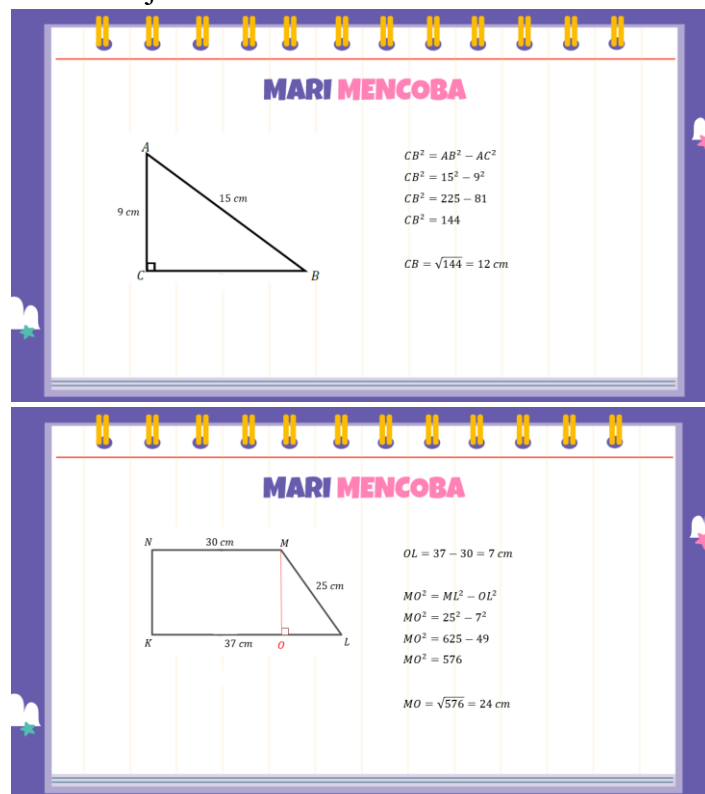 MARI MENCOBA
A
9 cm
15 cm
C
B
CB² = AB² − AC²
CB² = 15² − 9²
CB² = 225 − 81
CB² = 144
CB = √144 = 12 cm
MARI MENCOBA
N
30 cm
M
25 cm
K
37 cm
O
L
OL = 37 − 30 = 7 cm
MO² = ML² − OL²
MO² = 25² − 7²
MO² = 625 − 49
MO² = 576
MO = √576 = 24 cm